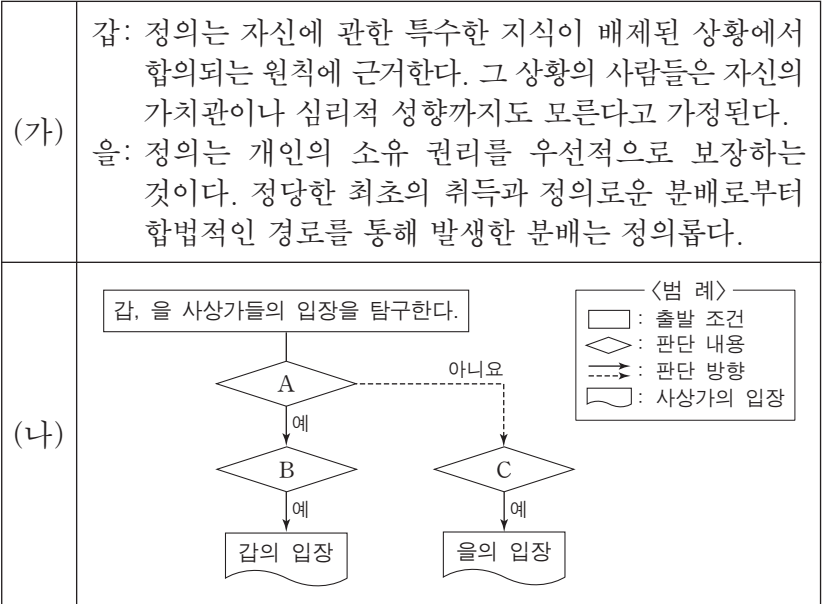 (가)
갑: 정의는 자신에 관한 특수한 지식이 배제된 상황에서
합의되는 원칙에 근거한다. 그 상황의 사람들은 자신의
가치관이나 심리적 성향까지도 모른다고 가정된다.
을: 정의는 개인의 소유 권리를 우선적으로 보장하는
것이다. 정당한 최초의 취득과 정의로운 분배로부터
합법적인 경로를 통해 발생한 분배는 정의롭다.
(나)
갑, 을 사상가들의 입장을 탐구한다.
〈범 례〉
: 출발 조건
: 판단 내용
: 판단 방향
: 사상가의 입장
A
아니요
예
B
C
예
예
갑의 입장
을의 입장